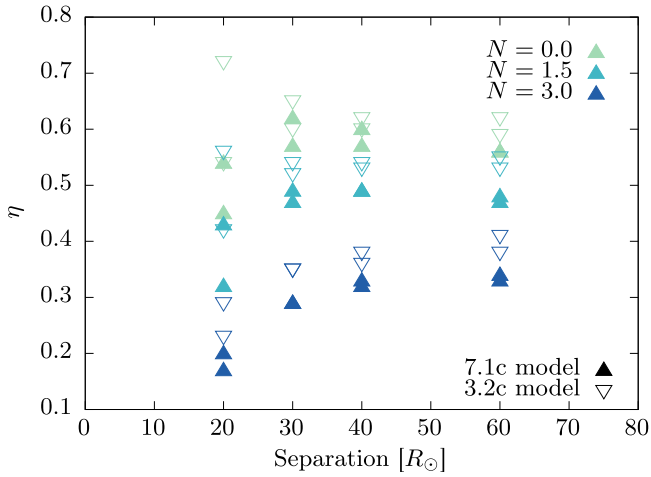 0.8
0.7
0.6
0.5
0.4
0.3
0.2
0.1
η
N = 0.0
N = 1.5
N = 3.0
7.1c model
3.2c model
0 10 20 30 40 50 60 70 80
Separation [R⊙]